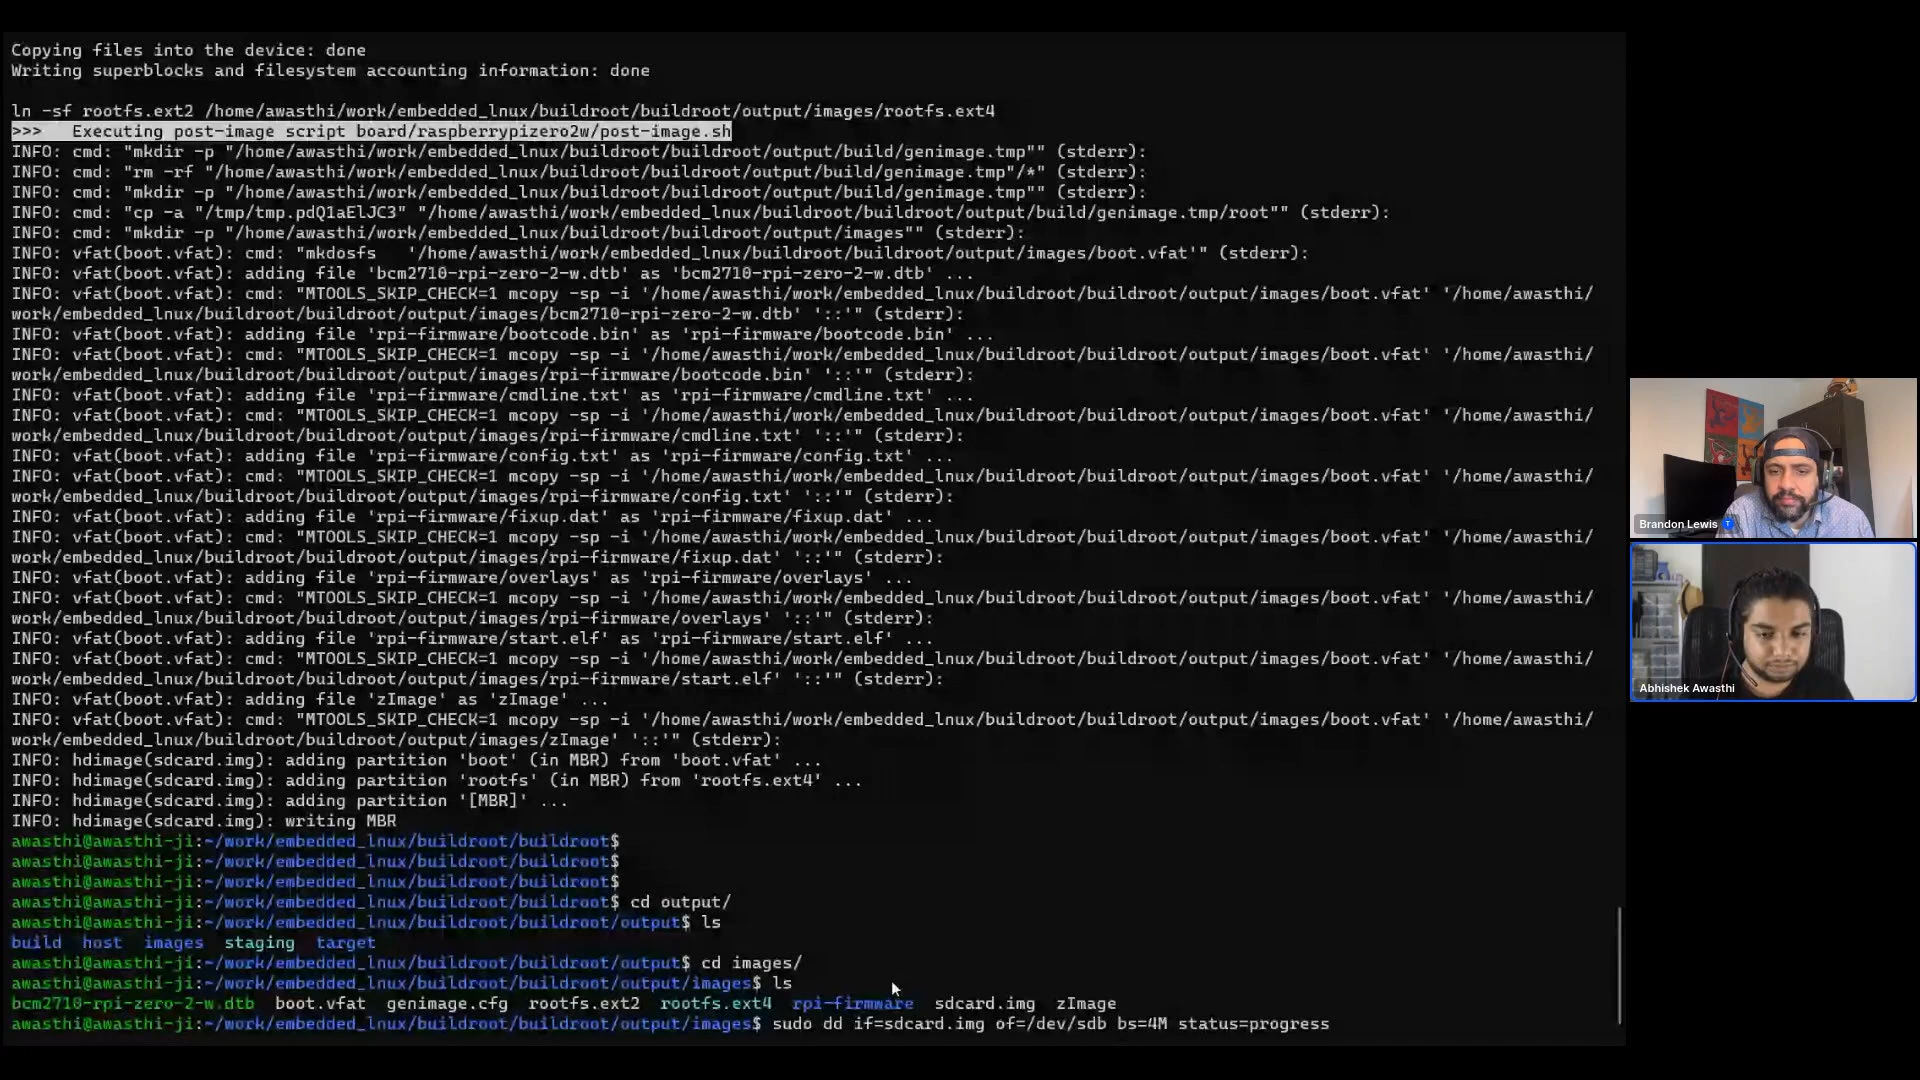 Copying files into the device: done
Writing superblocks and filesystem accounting information: done
ln -sf rootfs.ext2 /home/awasthi/work/embedded_lnux/buildroot/buildroot/output/images/rootfs.ext4
>>>   Executing post-image script board/raspberrypizero2w/post-image.sh
INFO: cmd: "mkdir -p "/home/awasthi/work/embedded_lnux/buildroot/buildroot/output/build/genimage.tmp"" (stderr):
INFO: cmd: "rm -rf "/home/awasthi/work/embedded_lnux/buildroot/buildroot/output/build/genimage.tmp"/*" (stderr):
INFO: cmd: "mkdir -p "/home/awasthi/work/embedded_lnux/buildroot/buildroot/output/build/genimage.tmp"" (stderr):
INFO: cmd: "cp -a "/tmp/tmp.pdQ1aElJC3" "/home/awasthi/work/embedded_lnux/buildroot/buildroot/output/build/genimage.tmp/root"" (stderr):
INFO: cmd: "mkdir -p "/home/awasthi/work/embedded_lnux/buildroot/buildroot/output/images"" (stderr):
INFO: vfat(boot.vfat): cmd: "mkdosfs   '/home/awasthi/work/embedded_lnux/buildroot/buildroot/output/images/boot.vfat'" (stderr):
INFO: vfat(boot.vfat): adding file 'bcm2710-rpi-zero-2-w.dtb' as 'bcm2710-rpi-zero-2-w.dtb' ...
INFO: vfat(boot.vfat): cmd: "MTOOLS_SKIP_CHECK=1 mcopy -sp -i '/home/awasthi/work/embedded_lnux/buildroot/buildroot/output/images/boot.vfat' '/home/awasthi/
work/embedded_lnux/buildroot/buildroot/output/images/bcm2710-rpi-zero-2-w.dtb' '::'" (stderr):
INFO: vfat(boot.vfat): adding file 'rpi-firmware/bootcode.bin' as 'rpi-firmware/bootcode.bin' ...
INFO: vfat(boot.vfat): cmd: "MTOOLS_SKIP_CHECK=1 mcopy -sp -i '/home/awasthi/work/embedded_lnux/buildroot/buildroot/output/images/boot.vfat' '/home/awasthi/
work/embedded_lnux/buildroot/buildroot/output/images/rpi-firmware/bootcode.bin' '::'" (stderr):
INFO: vfat(boot.vfat): adding file 'rpi-firmware/cmdline.txt' as 'rpi-firmware/cmdline.txt' ...
INFO: vfat(boot.vfat): cmd: "MTOOLS_SKIP_CHECK=1 mcopy -sp -i '/home/awasthi/work/embedded_lnux/buildroot/buildroot/output/images/boot.vfat' '/home/awasthi/
work/embedded_lnux/buildroot/buildroot/output/images/rpi-firmware/cmdline.txt' '::'" (stderr):
INFO: vfat(boot.vfat): adding file 'rpi-firmware/config.txt' as 'rpi-firmware/config.txt' ...
INFO: vfat(boot.vfat): cmd: "MTOOLS_SKIP_CHECK=1 mcopy -sp -i '/home/awasthi/work/embedded_lnux/buildroot/buildroot/output/images/boot.vfat' '/home/awasthi/
work/embedded_lnux/buildroot/buildroot/output/images/rpi-firmware/config.txt' '::'" (stderr):
INFO: vfat(boot.vfat): adding file 'rpi-firmware/fixup.dat' as 'rpi-firmware/fixup.dat' ...
INFO: vfat(boot.vfat): cmd: "MTOOLS_SKIP_CHECK=1 mcopy -sp -i '/home/awasthi/work/embedded_lnux/buildroot/buildroot/output/images/boot.vfat' '/home/awasthi/
work/embedded_lnux/buildroot/buildroot/output/images/rpi-firmware/fixup.dat' '::'" (stderr):
INFO: vfat(boot.vfat): adding file 'rpi-firmware/overlays' as 'rpi-firmware/overlays' ...
INFO: vfat(boot.vfat): cmd: "MTOOLS_SKIP_CHECK=1 mcopy -sp -i '/home/awasthi/work/embedded_lnux/buildroot/buildroot/output/images/boot.vfat' '/home/awasthi/
work/embedded_lnux/buildroot/buildroot/output/images/rpi-firmware/overlays' '::'" (stderr):
INFO: vfat(boot.vfat): adding file 'rpi-firmware/start.elf' as 'rpi-firmware/start.elf' ...
INFO: vfat(boot.vfat): cmd: "MTOOLS_SKIP_CHECK=1 mcopy -sp -i '/home/awasthi/work/embedded_lnux/buildroot/buildroot/output/images/boot.vfat' '/home/awasthi/
work/embedded_lnux/buildroot/buildroot/output/images/rpi-firmware/start.elf' '::'" (stderr):
INFO: vfat(boot.vfat): adding file 'zImage' as 'zImage' ...
INFO: vfat(boot.vfat): cmd: "MTOOLS_SKIP_CHECK=1 mcopy -sp -i '/home/awasthi/work/embedded_lnux/buildroot/buildroot/output/images/boot.vfat' '/home/awasthi/
work/embedded_lnux/buildroot/buildroot/output/images/zImage' '::'" (stderr):
INFO: hdimage(sdcard.img): adding partition 'boot' (in MBR) from 'boot.vfat' ...
INFO: hdimage(sdcard.img): adding partition 'rootfs' (in MBR) from 'rootfs.ext4' ...
INFO: hdimage(sdcard.img): adding partition '[MBR]' ...
INFO: hdimage(sdcard.img): writing MBR
awasthi@awasthi-ji:~/work/embedded_lnux/buildroot/buildroot$
awasthi@awasthi-ji:~/work/embedded_lnux/buildroot/buildroot$
awasthi@awasthi-ji:~/work/embedded_lnux/buildroot/buildroot$
awasthi@awasthi-ji:~/work/embedded_lnux/buildroot/buildroot$ cd output/
awasthi@awasthi-ji:~/work/embedded_lnux/buildroot/buildroot/output$ ls
build  host  images  staging  target
awasthi@awasthi-ji:~/work/embedded_lnux/buildroot/buildroot/output$ cd images/
awasthi@awasthi-ji:~/work/embedded_lnux/buildroot/buildroot/output/images$ ls
bcm2710-rpi-zero-2-w.dtb  boot.vfat  genimage.cfg  rootfs.ext2  rootfs.ext4  rpi-firmware  sdcard.img  zImage
awasthi@awasthi-ji:~/work/embedded_lnux/buildroot/buildroot/output/images$ sudo dd if=sdcard.img of=/dev/sdb bs=4M status=progress
Brandon Lewis T
Abhishek Awasthi